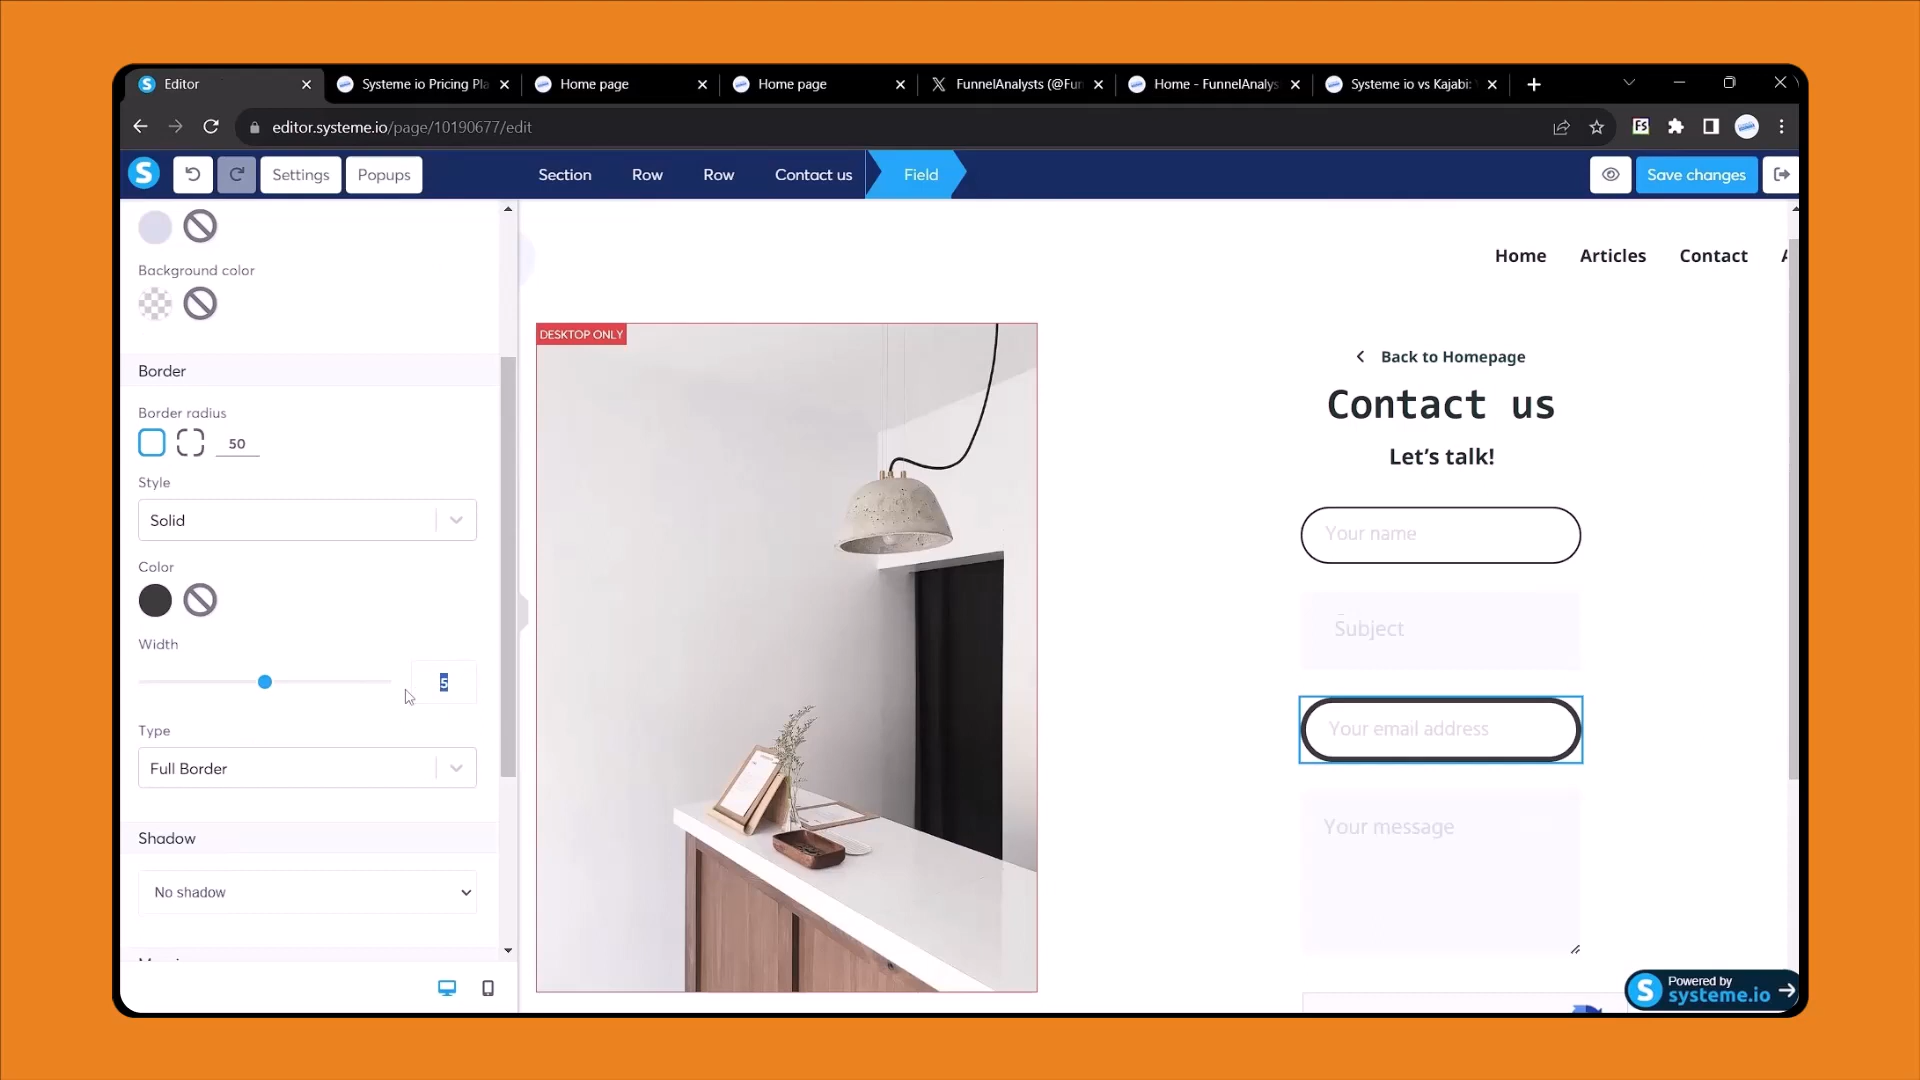 Editor
Systeme io Pricing Pla
Home page
Home page
FunnelAnalysts (@Fun
Home - FunnelAnalys
Systeme io vs Kajabi:
editor.systeme.io/page/10190677/edit
FS
S
Settings
Popups
Section
Row
Row
Contact us
Field
Save changes
Background color
Border
Border radius
50
Style
Solid
Color
Width
5
Type
Full Border
Shadow
No shadow
Home
Articles
Contact
DESKTOP ONLY
Back to Homepage
Contact us
Let's talk!
Your name
Subject
Your email address
Your message
S
Powered by
systeme.io